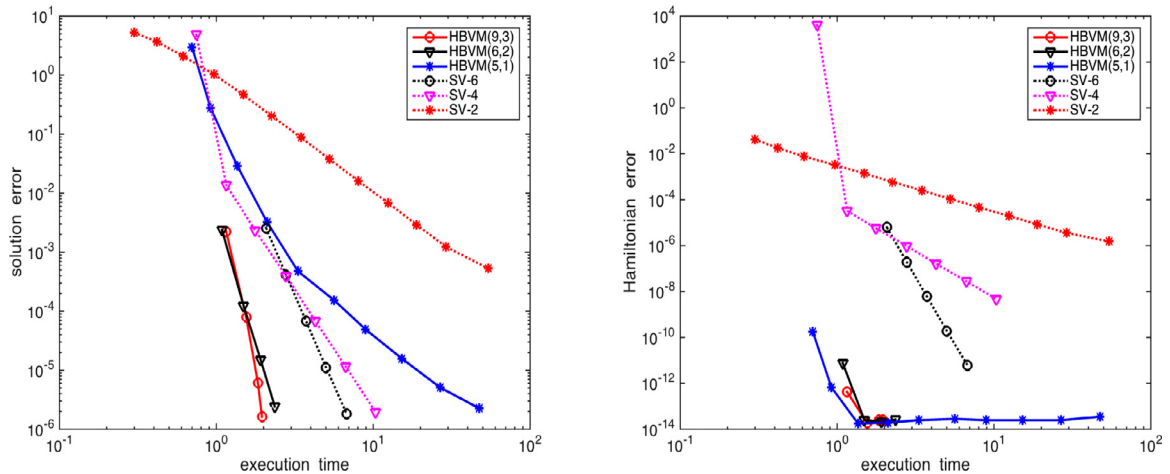 10^1
10^0
10^-1
10^-2
10^-3
10^-4
10^-5
10^-6
solution error
10^-1
10^0
10^1
10^2
execution time
HBVM(9,3)
HBVM(6,2)
HBVM(5,1)
SV-6
SV-4
SV-2
10^4
10^2
10^0
10^-2
10^-4
10^-6
10^-8
10^-10
10^-12
10^-14
Hamiltonian error
10^-1
10^0
10^1
10^2
execution time
HBVM(9,3)
HBVM(6,2)
HBVM(5,1)
SV-6
SV-4
SV-2